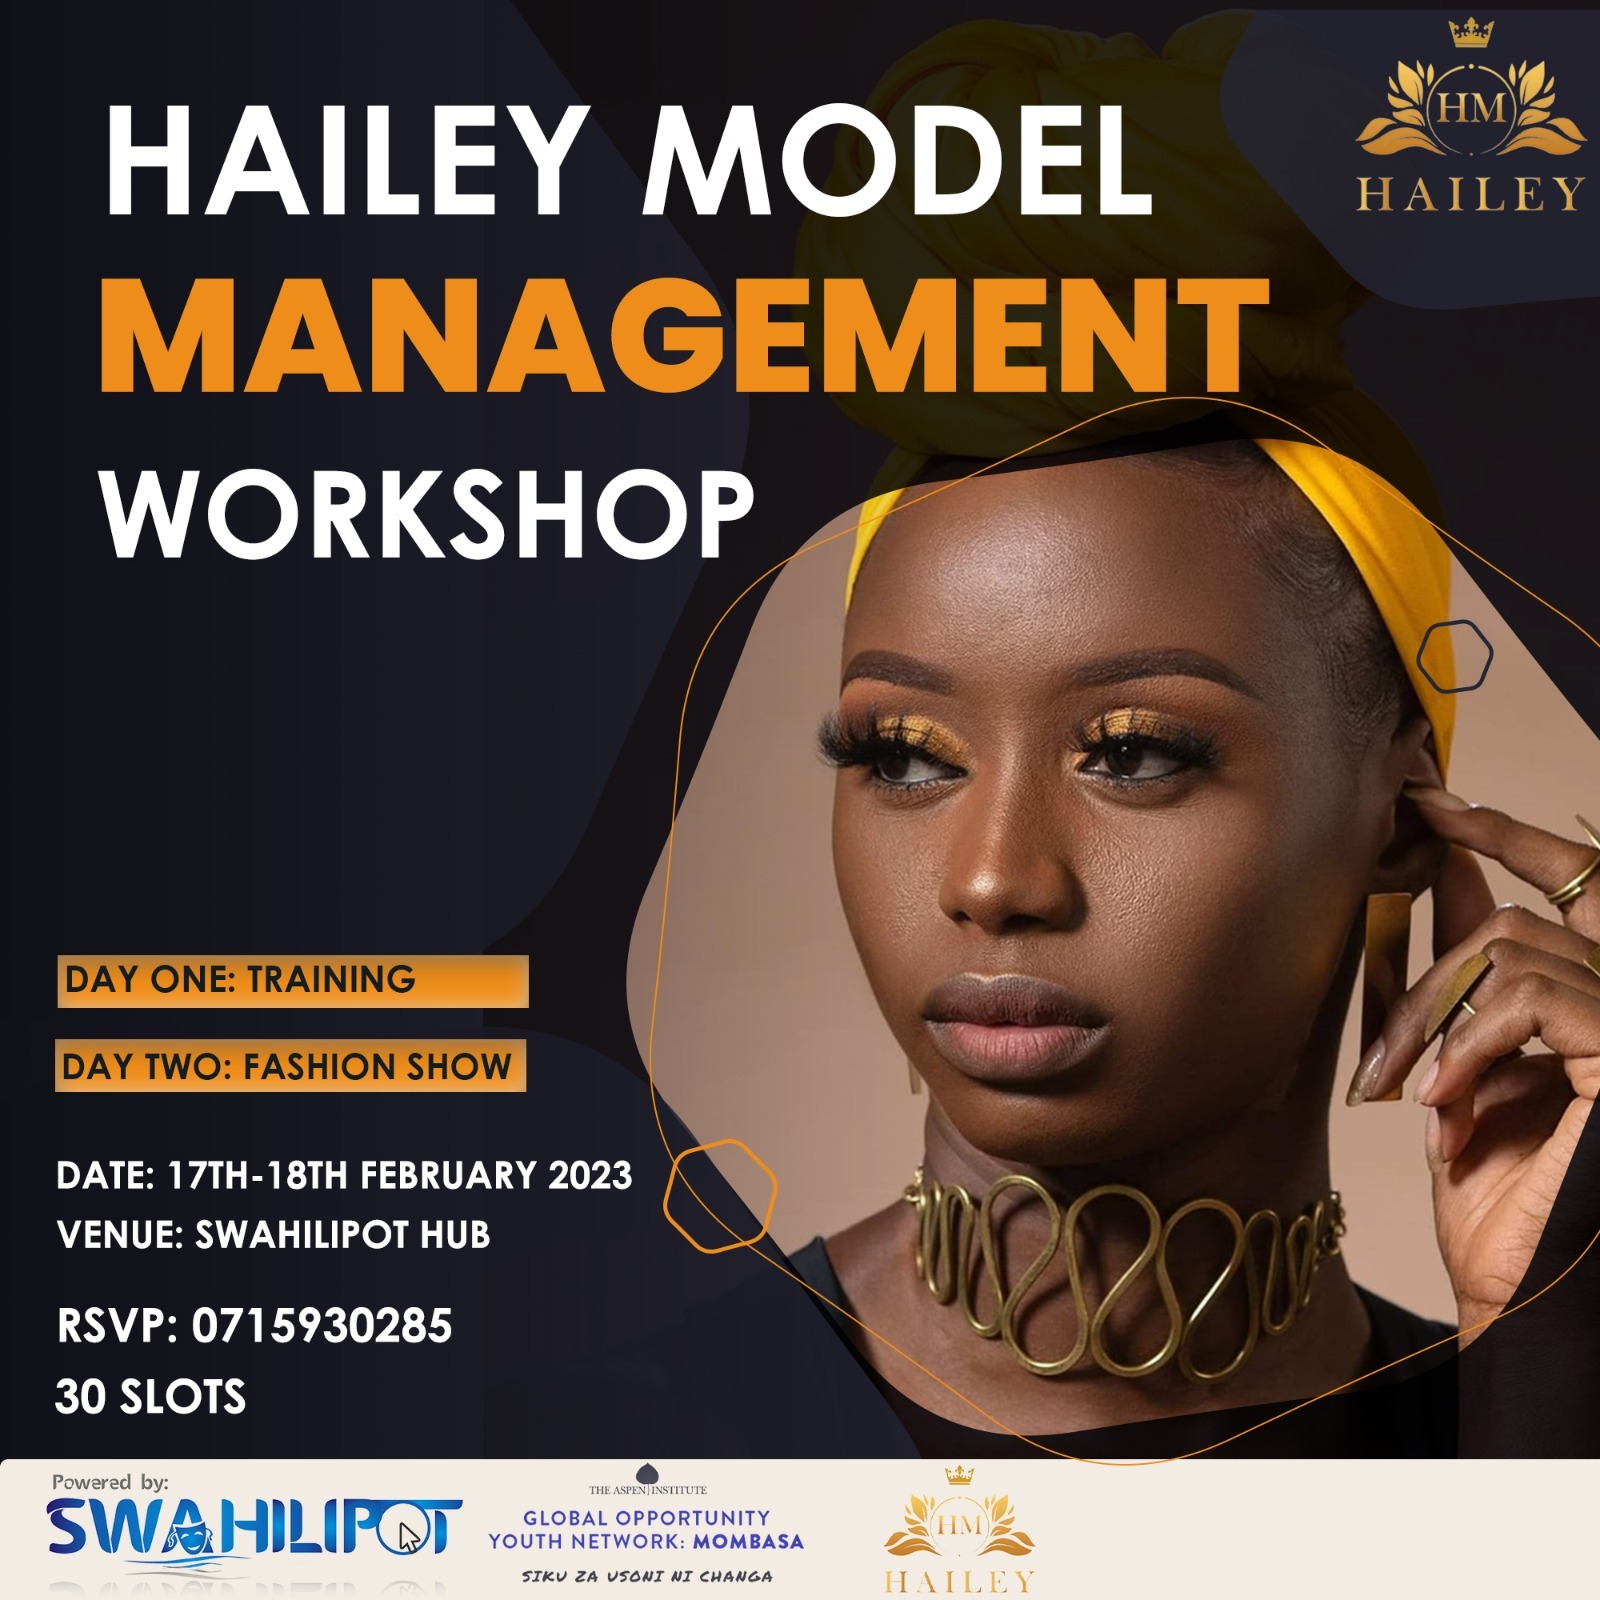 HM
HAILEY
HAILEY MODEL
MANAGEMENT
WORKSHOP
DAY ONE: TRAINING
DAY TWO: FASHION SHOW
DATE: 17TH-18TH FEBRUARY 2023
VENUE: SWAHILIPOT HUB
RSVP: 0715930285
30 SLOTS
Powered by:
SWAHILIPOT
THE ASPEN INSTITUTE
GLOBAL OPPORTUNITY
YOUTH NETWORK: MOMBASA
SIKU ZA USONI NI CHANGA
HM
HAILEY